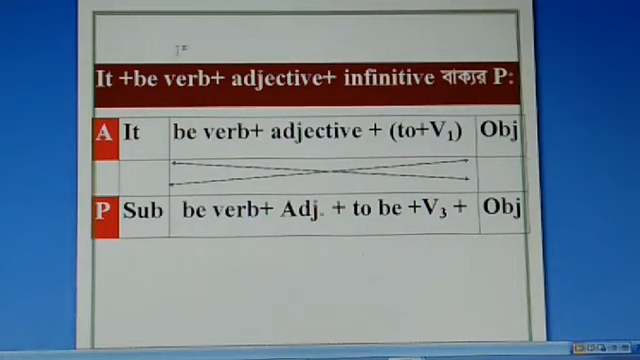 It +be verb+ adjective+ infinitive বাক্যর P:
A It be verb+ adjective + (to+V₁) Obj
P Sub be verb+ Adj. + to be +V₃ + Obj